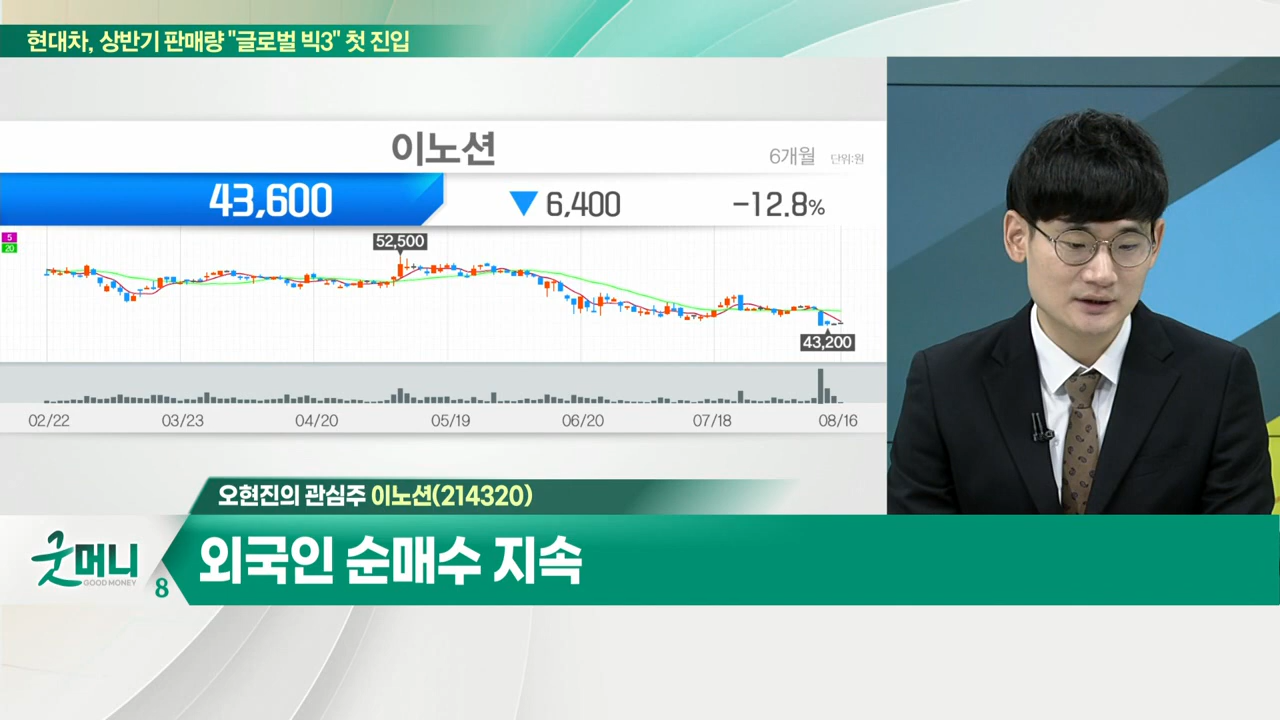 현대차, 상반기 판매량 "글로벌 빅3" 첫 진입
이노션
6개월 단위:원
43,600 ▼ 6,400 -12.8%
5
20
52,500
43,200
02/22 03/23 04/20 05/19 06/20 07/18 08/16
오현진의 관심주 이노션(214320)
굿머니
GOOD MONEY
8
외국인 순매수 지속